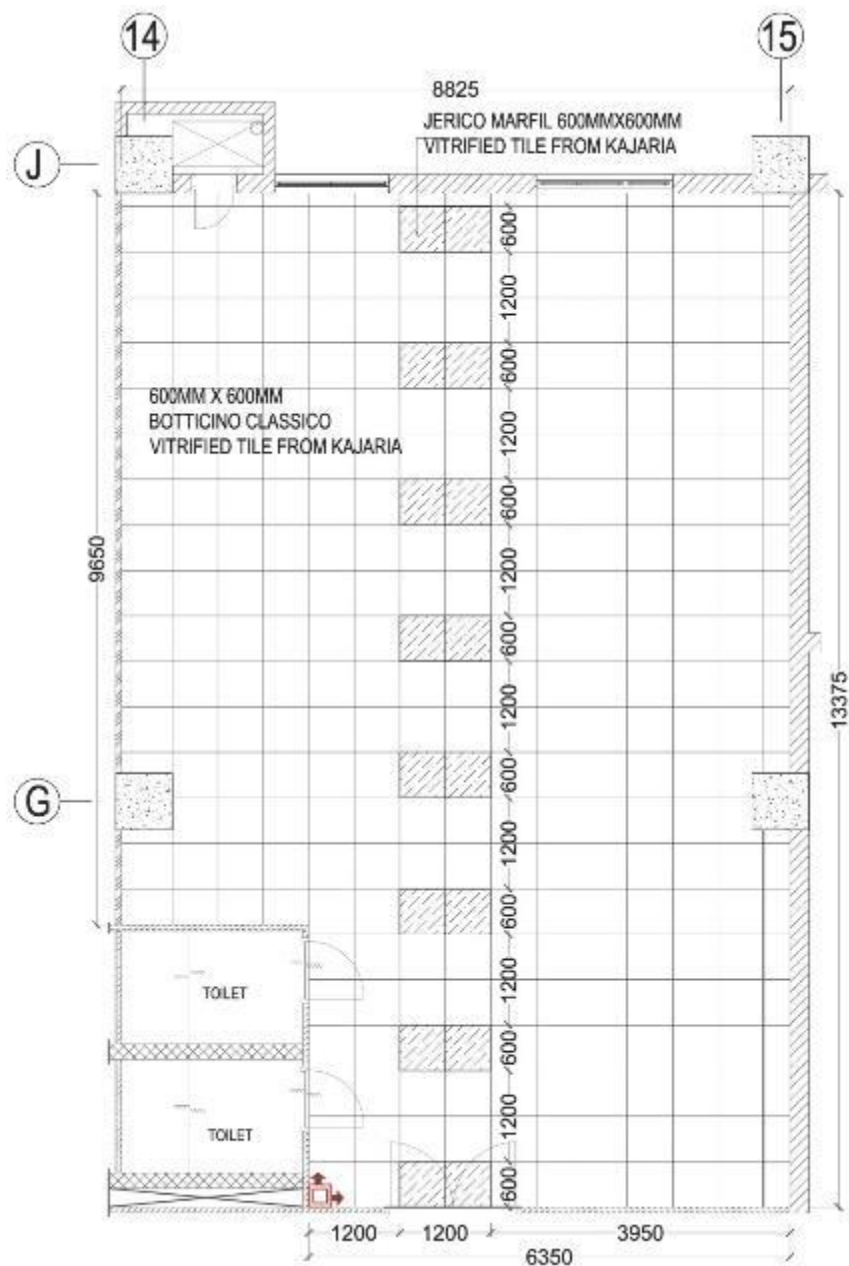 14
15
8825
JERICO MARFIL 600MMX600MM
VITRIFIED TILE FROM KAJARIA
J
600
1200
600
600MM X 600MM
BOTTICINO CLASSICO
VITRIFIED TILE FROM KAJARIA
1200
600
9650
1200
600
13375
1200
600
G
1200
600
1200
TOILET
600
1200
TOILET
600
1200
1200
3950
6350